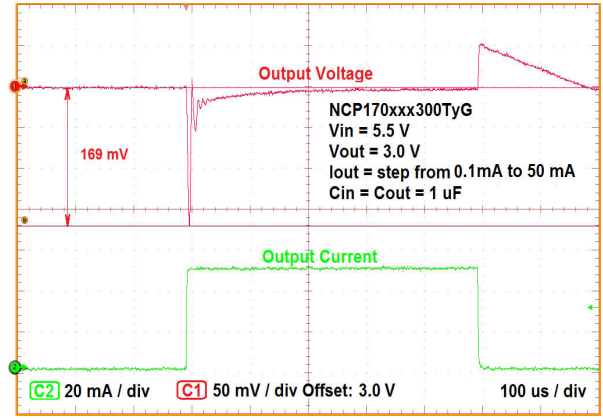 a
1
Output Voltage
NCP170xxx300TyG
Vin = 5.5 V
Vout = 3.0 V
Iout = step from 0.1mA to 50 mA
Cin = Cout = 1 uF
169 mV
b
Output Current
2
C2 20 mA / div C1 50 mV / div Offset: 3.0 V 100 us / div